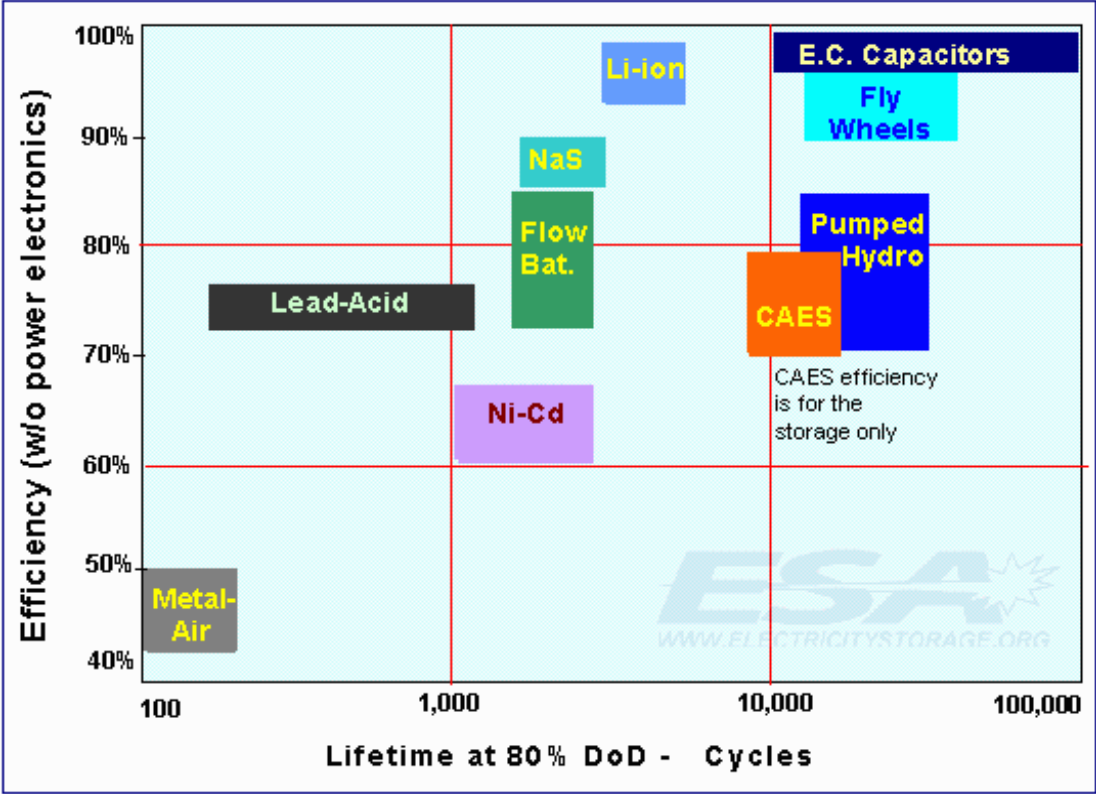 Efficiency (w/o power electronics)
100%
90%
80%
70%
60%
50%
40%
E.C. Capacitors
Li-ion
Fly
Wheels
NaS
Flow
Bat.
Pumped
Hydro
Lead-Acid
CAES
CAES efficiency
is for the
storage only
Ni-Cd
Metal-
Air
ESA
WWW.ELECTRICITYSTORAGE.ORG
100
1,000
10,000
100,000
Lifetime at 80% DoD - Cycles